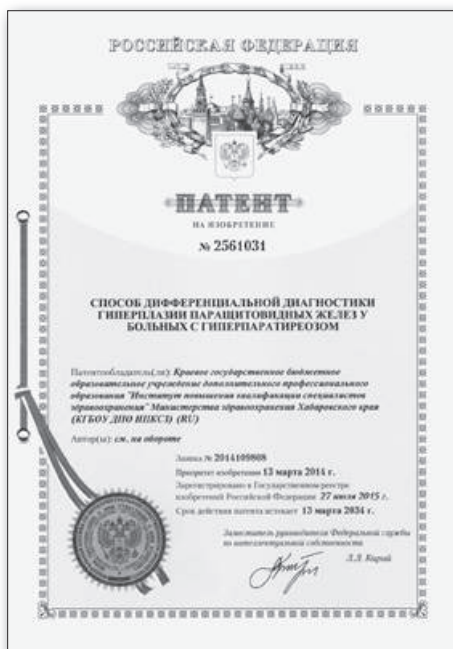 РОССИЙСКАЯ ФЕДЕРАЦИЯ
ПАТЕНТ
НА ИЗОБРЕТЕНИЕ
№ 2561031
СПОСОБ ДИФФЕРЕНЦИАЛЬНОЙ ДИАГНОСТИКИ
ГИПЕРПЛАЗИИ ПАРАЩИТОВИДНЫХ ЖЕЛЕЗ У
БОЛЬНЫХ С ГИПЕРПАРАТИРЕОЗОМ
Патентообладатель(ли): Краевое государственное бюджетное
образовательное учреждение дополнительного профессионального
образования "Институт повышения квалификации специалистов
здравоохранения" Министерства здравоохранения Хабаровского края
(КГБОУ ДПО ИПКСЗ) (RU)
Автор(ы): см. на обороте
Заявка № 2014109808
Приоритет изобретения 13 марта 2014 г.
Зарегистрировано в Государственном реестре
изобретений Российской Федерации 27 июля 2015 г.
Срок действия патента истекает 13 марта 2034 г.
Заместитель руководителя Федеральной службы
по интеллектуальной собственности
Л.Л. Кирий